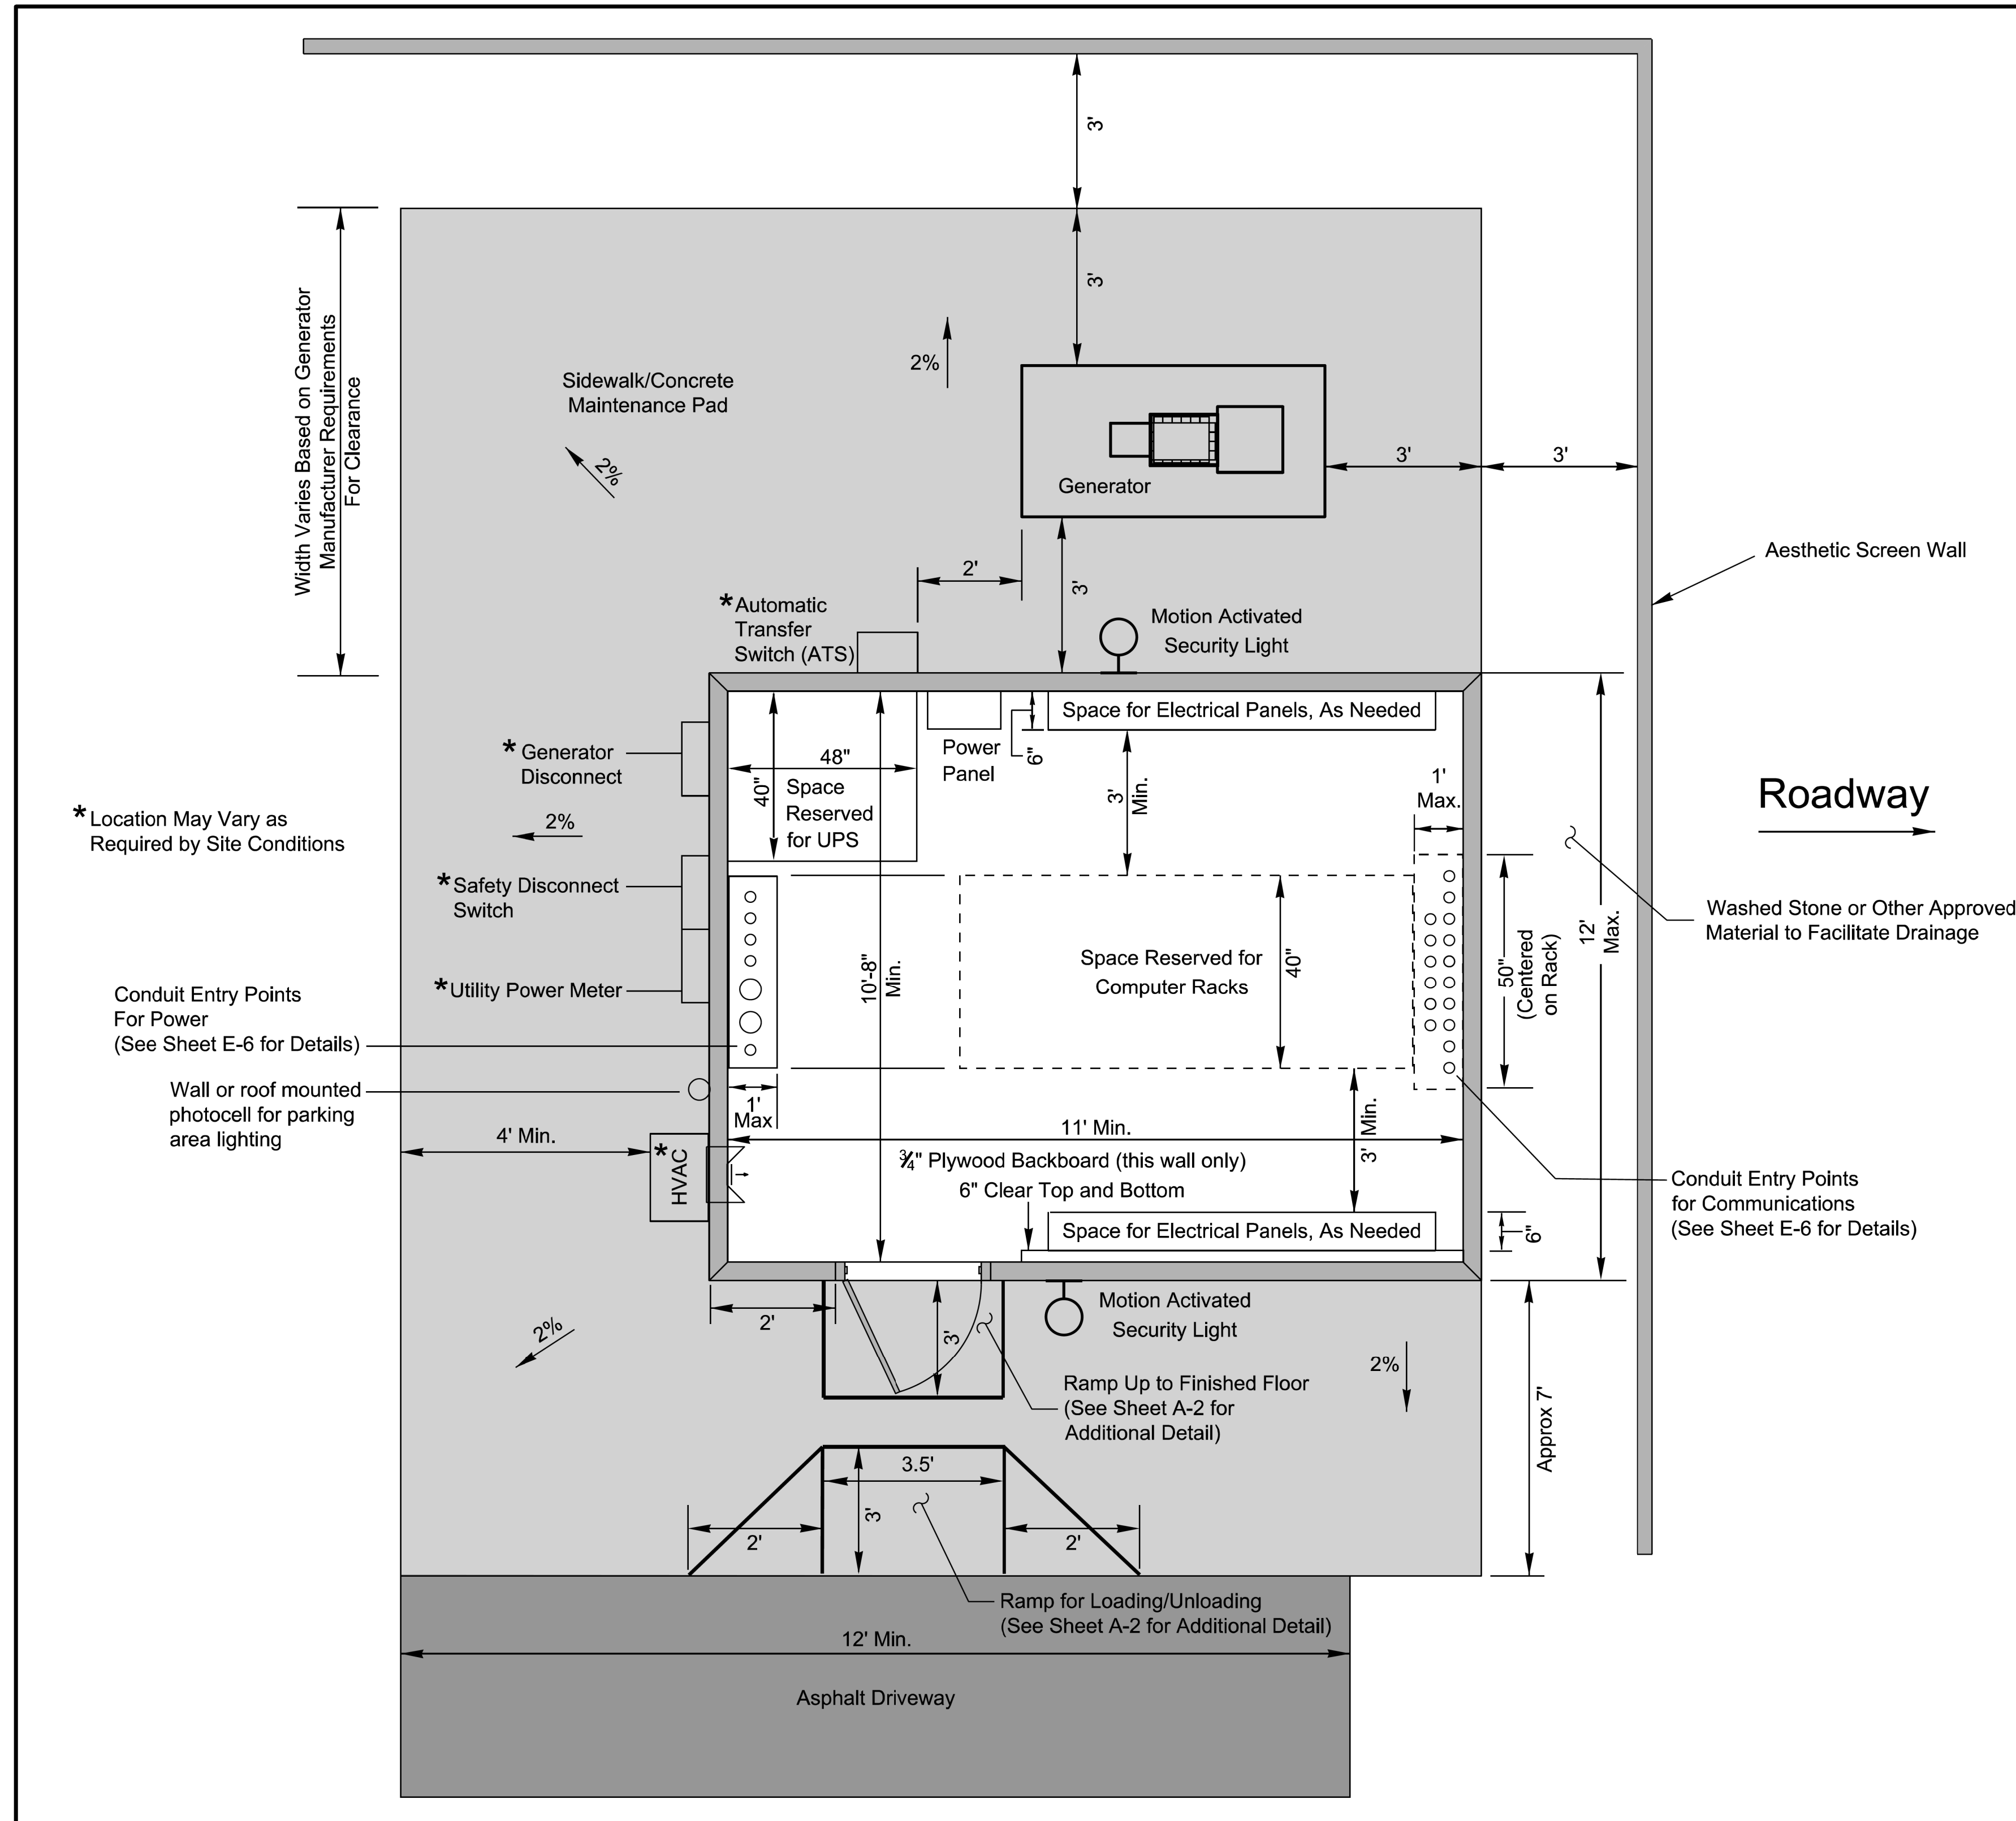 3'
3'
Width Varies Based on Generator
Manufacturer Requirements
For Clearance
Sidewalk/Concrete
Maintenance Pad
2%
2%
Generator
3'
3'
Aesthetic Screen Wall
2'
3'
*Automatic
Transfer
Switch (ATS)
Motion Activated
Security Light
* Generator
Disconnect
48"
40"
Space
Reserved
for UPS
Power
Panel
6"
Space for Electrical Panels, As Needed
3'
Min.
1'
Max.
Roadway
* Location May Vary as
Required by Site Conditions
2%
*Safety Disconnect
Switch
*Utility Power Meter
10'-8"
Min.
Space Reserved for
Computer Racks
40"
50"
(Centered
on Rack)
12'
Max.
Washed Stone or Other Approved
Material to Facilitate Drainage
Conduit Entry Points
For Power
(See Sheet E-6 for Details)
Wall or roof mounted
photocell for parking
area lighting
1'
Max
4' Min.
*
HVAC
11' Min.
3' Min.
3/4" Plywood Backboard (this wall only)
6" Clear Top and Bottom
Space for Electrical Panels, As Needed
6"
Conduit Entry Points
for Communications
(See Sheet E-6 for Details)
2'
3'
Motion Activated
Security Light
2%
2%
Ramp Up to Finished Floor
(See Sheet A-2 for
Additional Detail)
Approx 7'
3.5'
3'
2'
2'
Ramp for Loading/Unloading
(See Sheet A-2 for Additional Detail)
12' Min.
Asphalt Driveway